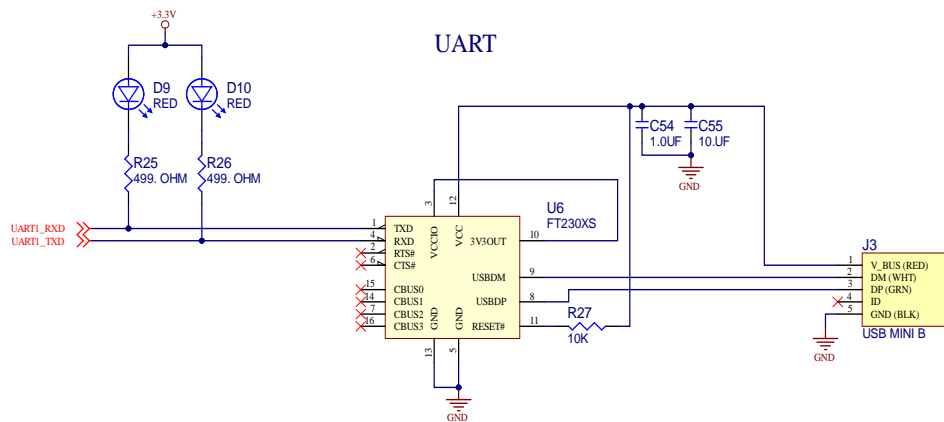 +3.3V
UART
D9
RED
D10
RED
R25
499. OHM
R26
499. OHM
C54
1.0UF
C55
10.UF
GND
3
12
U6
FT230XS
UART1_RXD
UART1_TXD
1
TXD
4
RXD
2
RTS#
6
CTS#
15
CBUS0
14
CBUS1
7
CBUS2
16
CBUS3
VCCIO
VCC
3V3OUT
10
USBDM
9
USBDP
8
RESET#
11
GND
GND
13
5
GND
R27
10K
J3
1
V_BUS (RED)
2
DM (WHT)
3
DP (GRN)
4
ID
5
GND (BLK)
USB MINI B
GND